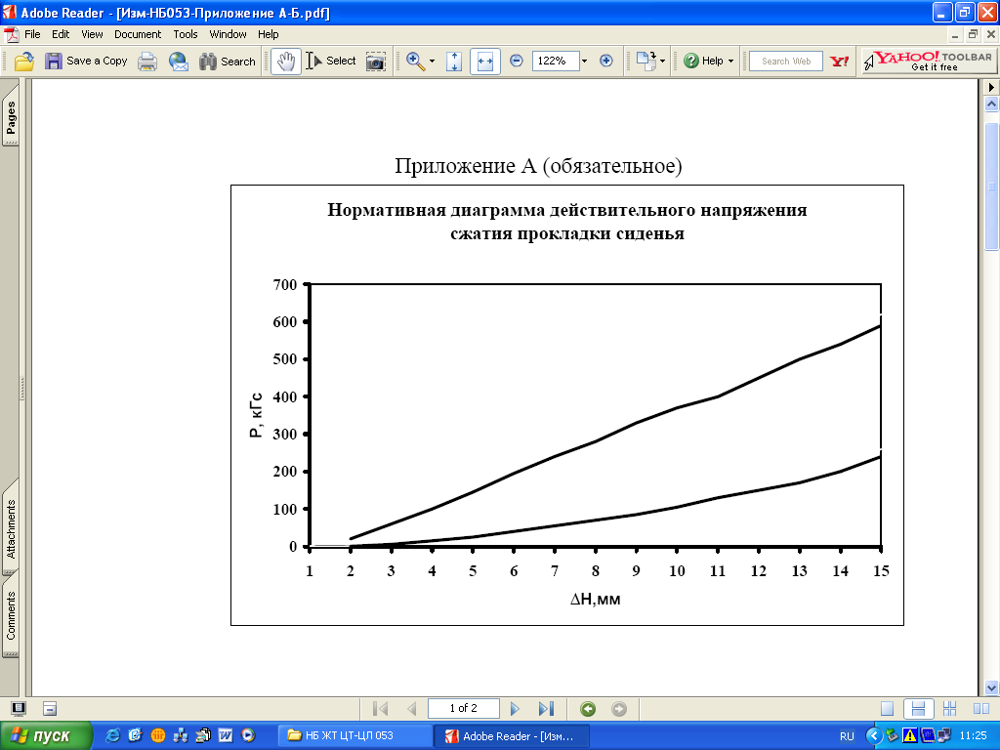 Adobe Reader - [Изм-НБ053-Приложение А-Б.pdf]
File Edit View Document Tools Window Help
Save a Copy Search Select 122% Help Search Web Y! YAHOO! TOOLBAR
Get it free
Pages
Attachments
Comments
Приложение А (обязательное)
Нормативная диаграмма действительного напряжения
сжатия прокладки сиденья
700
600
500
400
300
200
100
0
Р, кГс
1 2 3 4 5 6 7 8 9 10 11 12 13 14 15
ΔН,мм
1 of 2
пуск НБ ЖТ ЦТ-ЦЛ 053 Adobe Reader - [Изм... RU 11:25